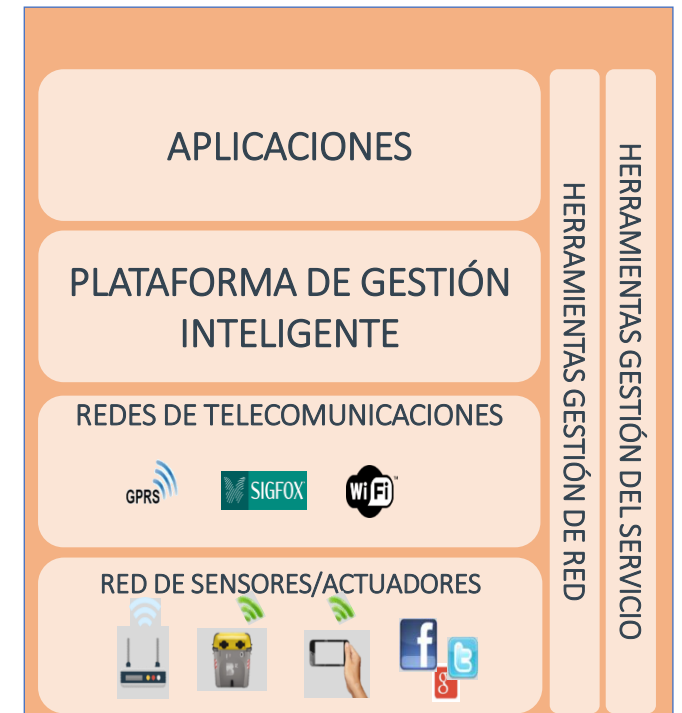 APLICACIONES
PLATAFORMA DE GESTIÓN
INTELIGENTE
REDES DE TELECOMUNICACIONES
GPRS
SIGFOX
WiFi
RED DE SENSORES/ACTUADORES
f
g+
HERRAMIENTAS GESTIÓN DE RED
HERRAMIENTAS GESTIÓN DEL SERVICIO